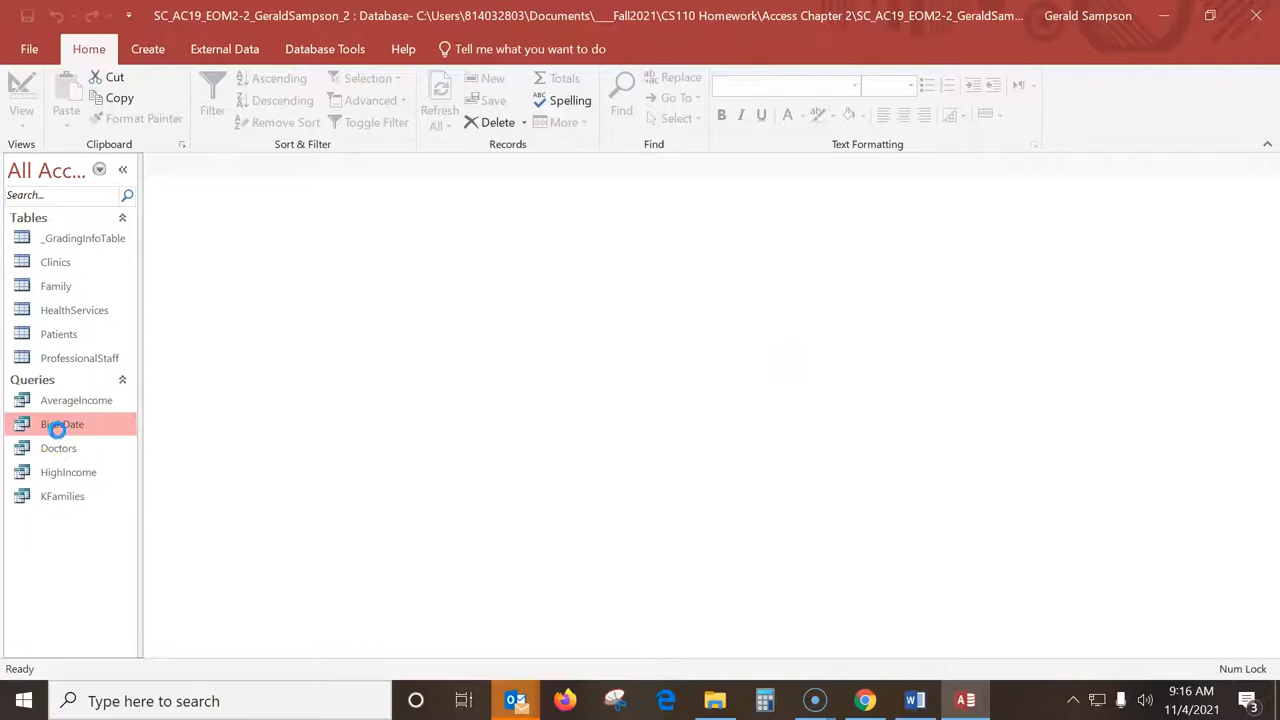 SC_AC19_EOM2-2_GeraldSampson_2 : Database- C:\Users\814032803\Documents\___Fall2021\CS110 Homework\Access Chapter 2\SC_AC19_EOM2-2_GeraldSam... Gerald Sampson
File Home Create External Data Database Tools Help Tell me what you want to do
View
Views
Paste
Cut
Copy
Format Painter
Clipboard
Filter
Ascending
Descending
Remove Sort
Selection
Advanced
Toggle Filter
Sort & Filter
Refresh
All
New
Save
Delete
Totals
Spelling
More
Records
Find
Replace
Go To
Select
Find
B I U A
Text Formatting
All Acc...
Search...
Tables
_GradingInfoTable
Clinics
Family
HealthServices
Patients
ProfessionalStaff
Queries
AverageIncome
Doctors
HighIncome
KFamilies
Ready Num Lock
Type here to search
9:16 AM
11/4/2021
3